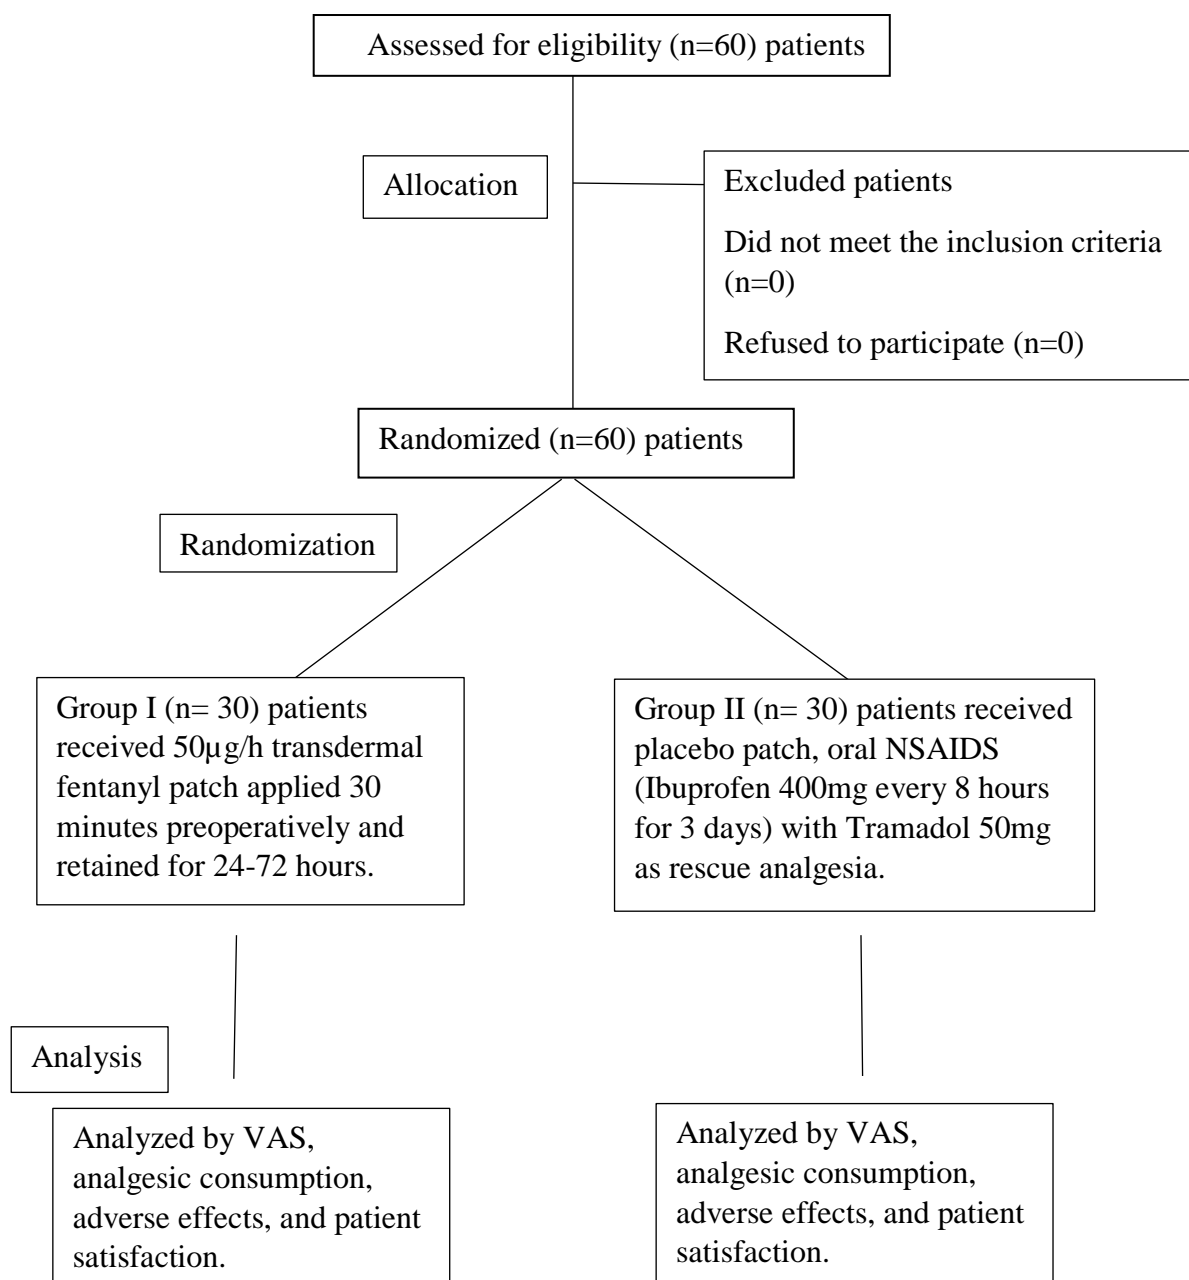 Assessed for eligibility (n=60) patients
Allocation
Excluded patients
Did not meet the inclusion criteria
(n=0)
Refused to participate (n=0)
Randomized (n=60) patients
Randomization
Group I (n= 30) patients
received 50µg/h transdermal
fentanyl patch applied 30
minutes preoperatively and
retained for 24-72 hours.
Group II (n= 30) patients received
placebo patch, oral NSAIDS
(Ibuprofen 400mg every 8 hours
for 3 days) with Tramadol 50mg
as rescue analgesia.
Analysis
Analyzed by VAS,
analgesic consumption,
adverse effects, and patient
satisfaction.
Analyzed by VAS,
analgesic consumption,
adverse effects, and patient
satisfaction.